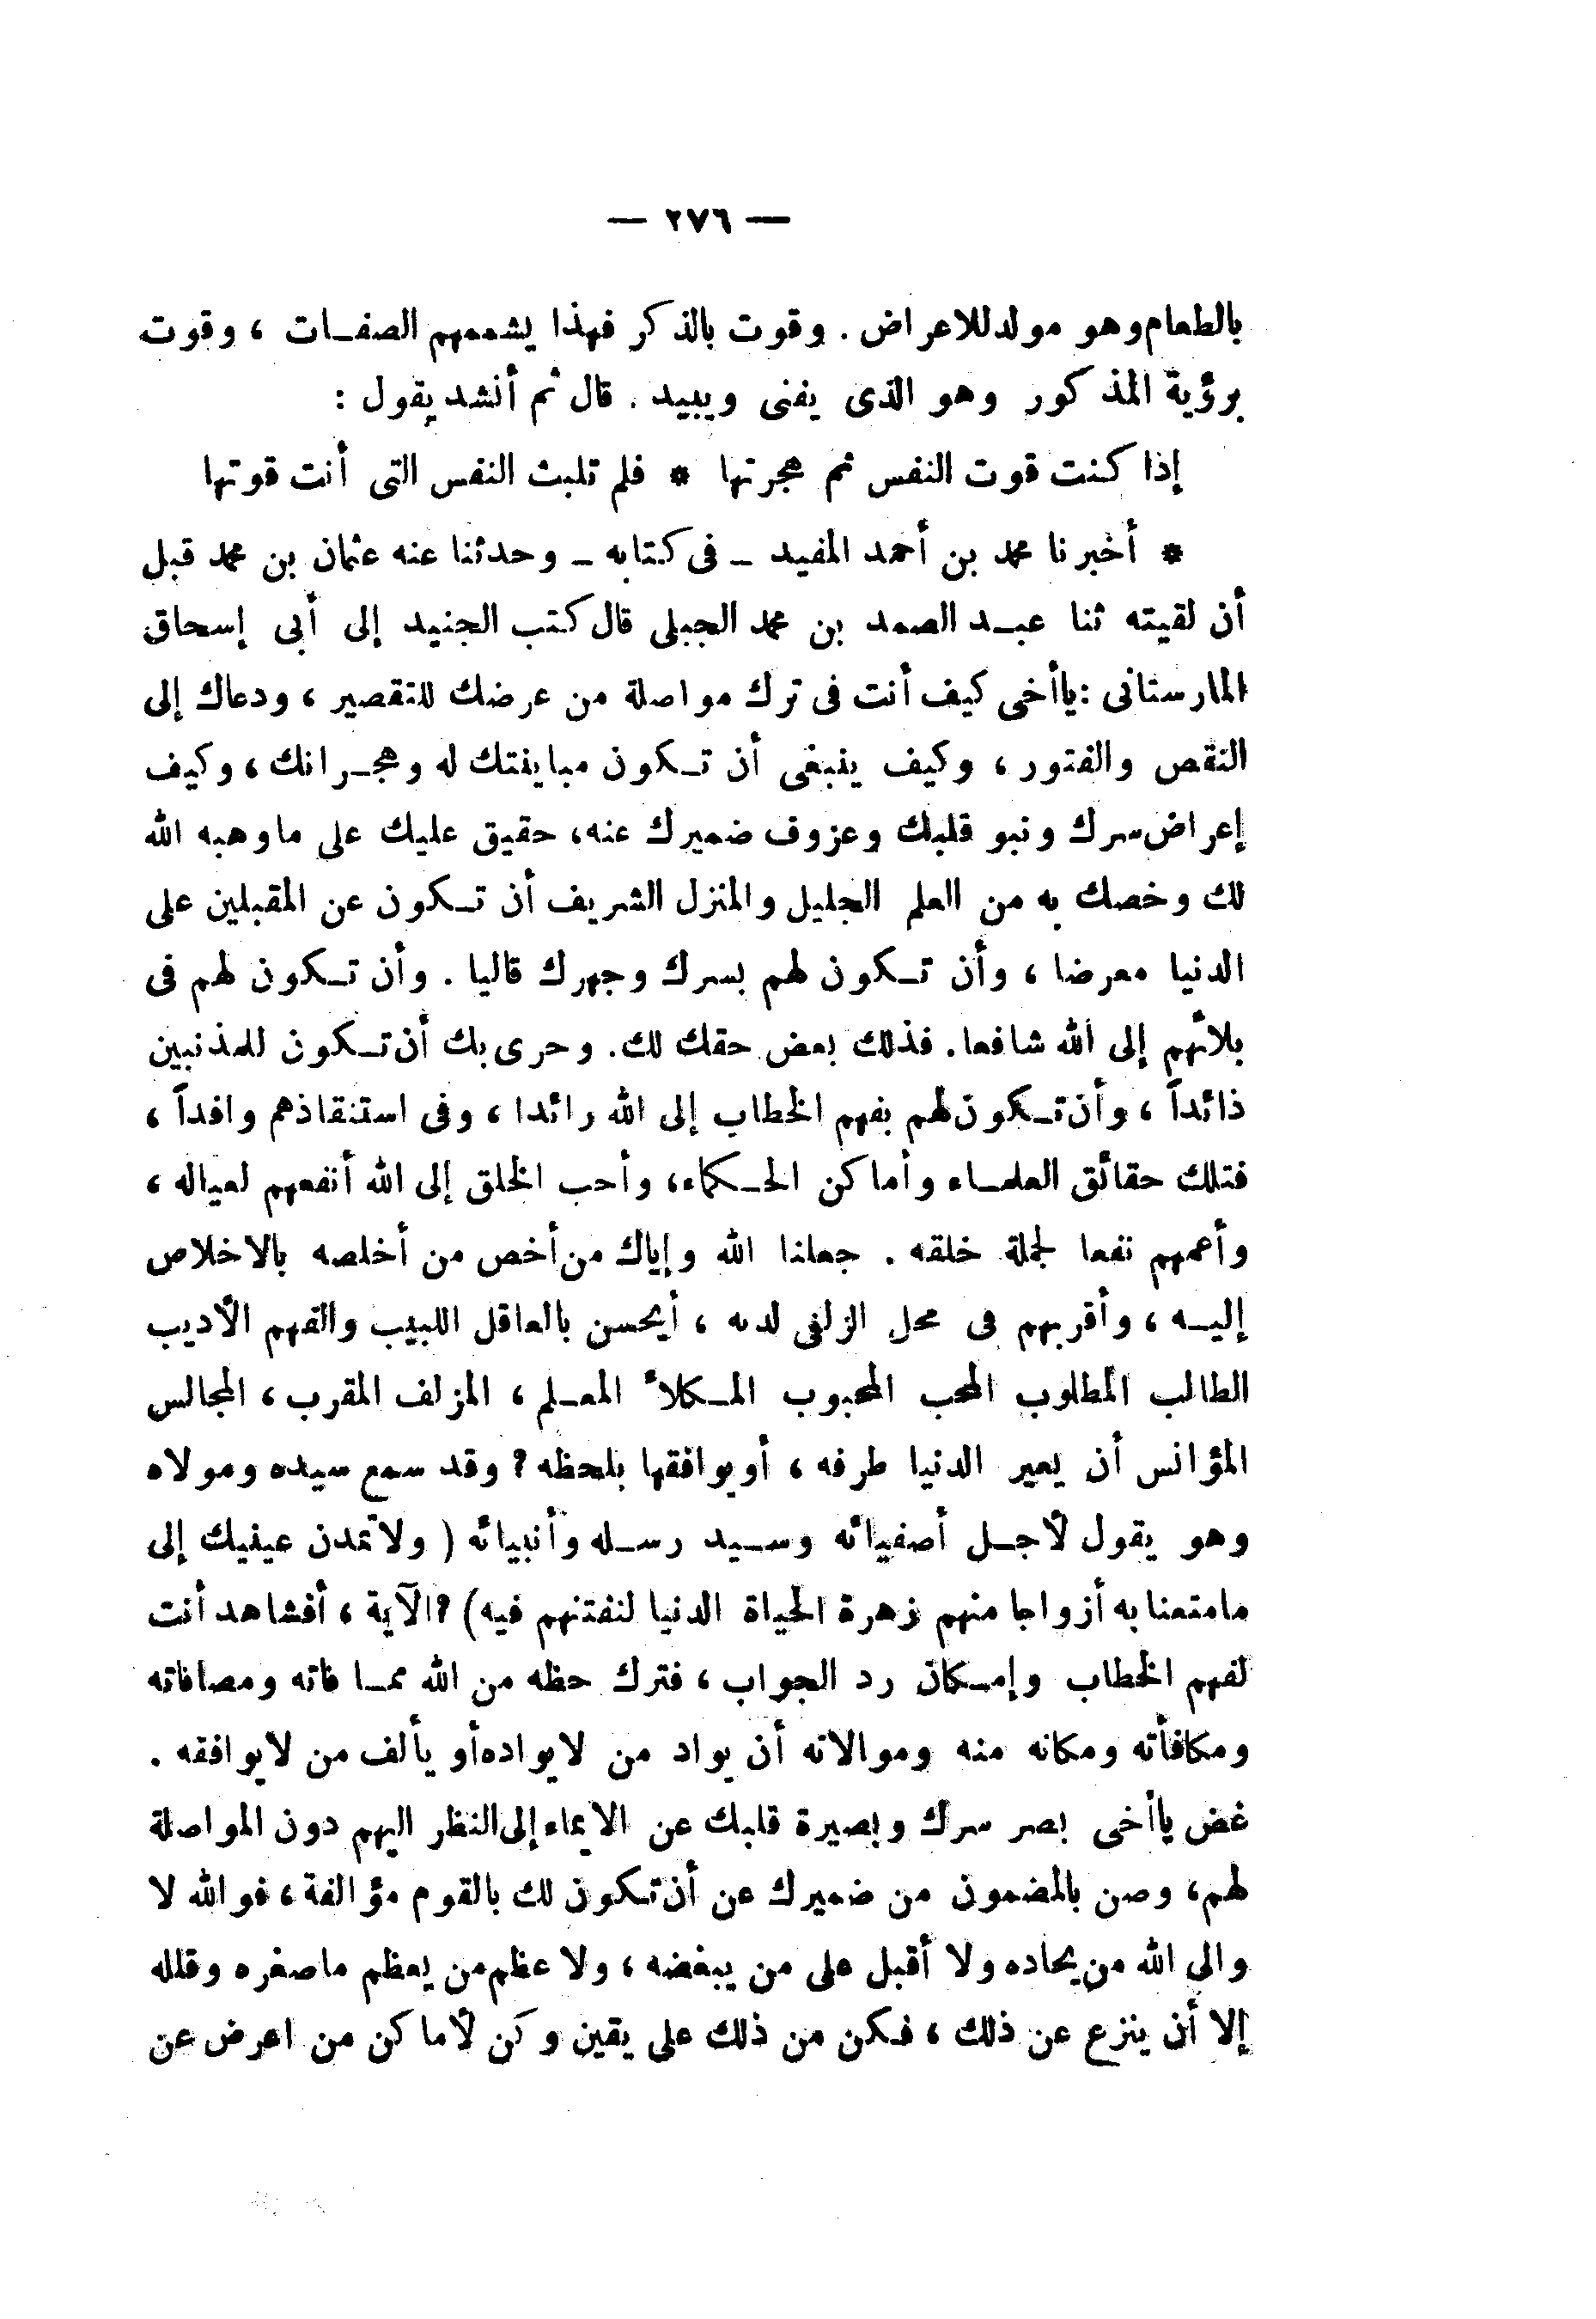 — ٢٧٦ —
بالطعام وهو مولد للاعراض . وقوت بالذكر فهذا يشممهم الصفات ، وقوت
برؤية المذكور وهو الذى يفنى ويبيد . قال ثم أنشد يقول :
إذا كنت قوت النفس ثم هجرتها * فلم تلبث النفس التى أنت قوتها
* أخبرنا محمد بن أحمد المفيد - فى كتابه - وحدثنا عنه عثمان بن محمد قبل
أن لقيته ثنا عبد الصمد بن محمد الجبلى قال كتب الجنيد إلى أبى إسحاق
المارستانى : ياأخى كيف أنت فى ترك مواصلة من عرضك للتقصير ، ودعاك إلى
النقص والفتور ، وكيف ينبغى أن تكون مباينتك له وهجرانك ، وكيف
إعراض سرك ونبو قلبك وعزوف ضميرك عنه، حقيق عليك على ماوهبه الله
لك وخصك به من العلم الجليل والمنزل الشريف أن تكون عن المقبلين على
الدنيا معرضا ، وأن تكون لهم بسرك وجهرك قاليا . وأن تكون لهم فى
بلائهم إلى الله شافعا . فذلك بعض حقك لك. وحرى بك أن تكون للمذنبين
ذائداً ، وأن تكون لهم بفهم الخطاب إلى الله رائدا ، وفى استنقاذهم وافداً ،
فتلك حقائق العلماء وأماكن الحكماء، وأحب الخلق إلى الله أنفعهم لعياله ،
وأعمهم نفعا لجملة خلقه . جعلنا الله وإياك من أخص من أخلصه بالاخلاص
إليه ، وأقربهم فى محل الزلفى لديه ، أيحسن بالعاقل اللبيب والفهم الأديب
الطالب المطلوب المحب المحبوب المكلأ المعلم ، المزلف المقرب ، المجالس
المؤانس أن يعير الدنيا طرفه ، أو يوافقها بلحظه ؟ وقد سمع سيده ومولاه
وهو يقول لأجل أصفيائه وسيد رسله وأنبيائه ( ولا تمدن عينيك إلى
مامتعنا به أزواجا منهم زهرة الحياة الدنيا لنفتنهم فيه) ؟ الآية ، أفشاهد أنت
لفهم الخطاب وإمكان رد الجواب ، فترك حظه من الله مما فاته ومصافاته
ومكافأته ومكانه منه وموالاته أن يواد من لا يواده أو يألف من لايوافقه .
غض ياأخى بصر سرك وبصيرة قلبك عن الايماء إلى النظر اليهم دون المواصلة
لهم، وصن بالمضمون من ضميرك عن أن تكون لك بالقوم مؤالفة ، فوالله لا
والى الله من يحاده ولا أقبل على من يبغضه ، ولا عظم من يعظم ماصغره وقلله
إلا أن ينزع عن ذلك ، فكن من ذلك على يقين وكن لأماكن من اعرض عن